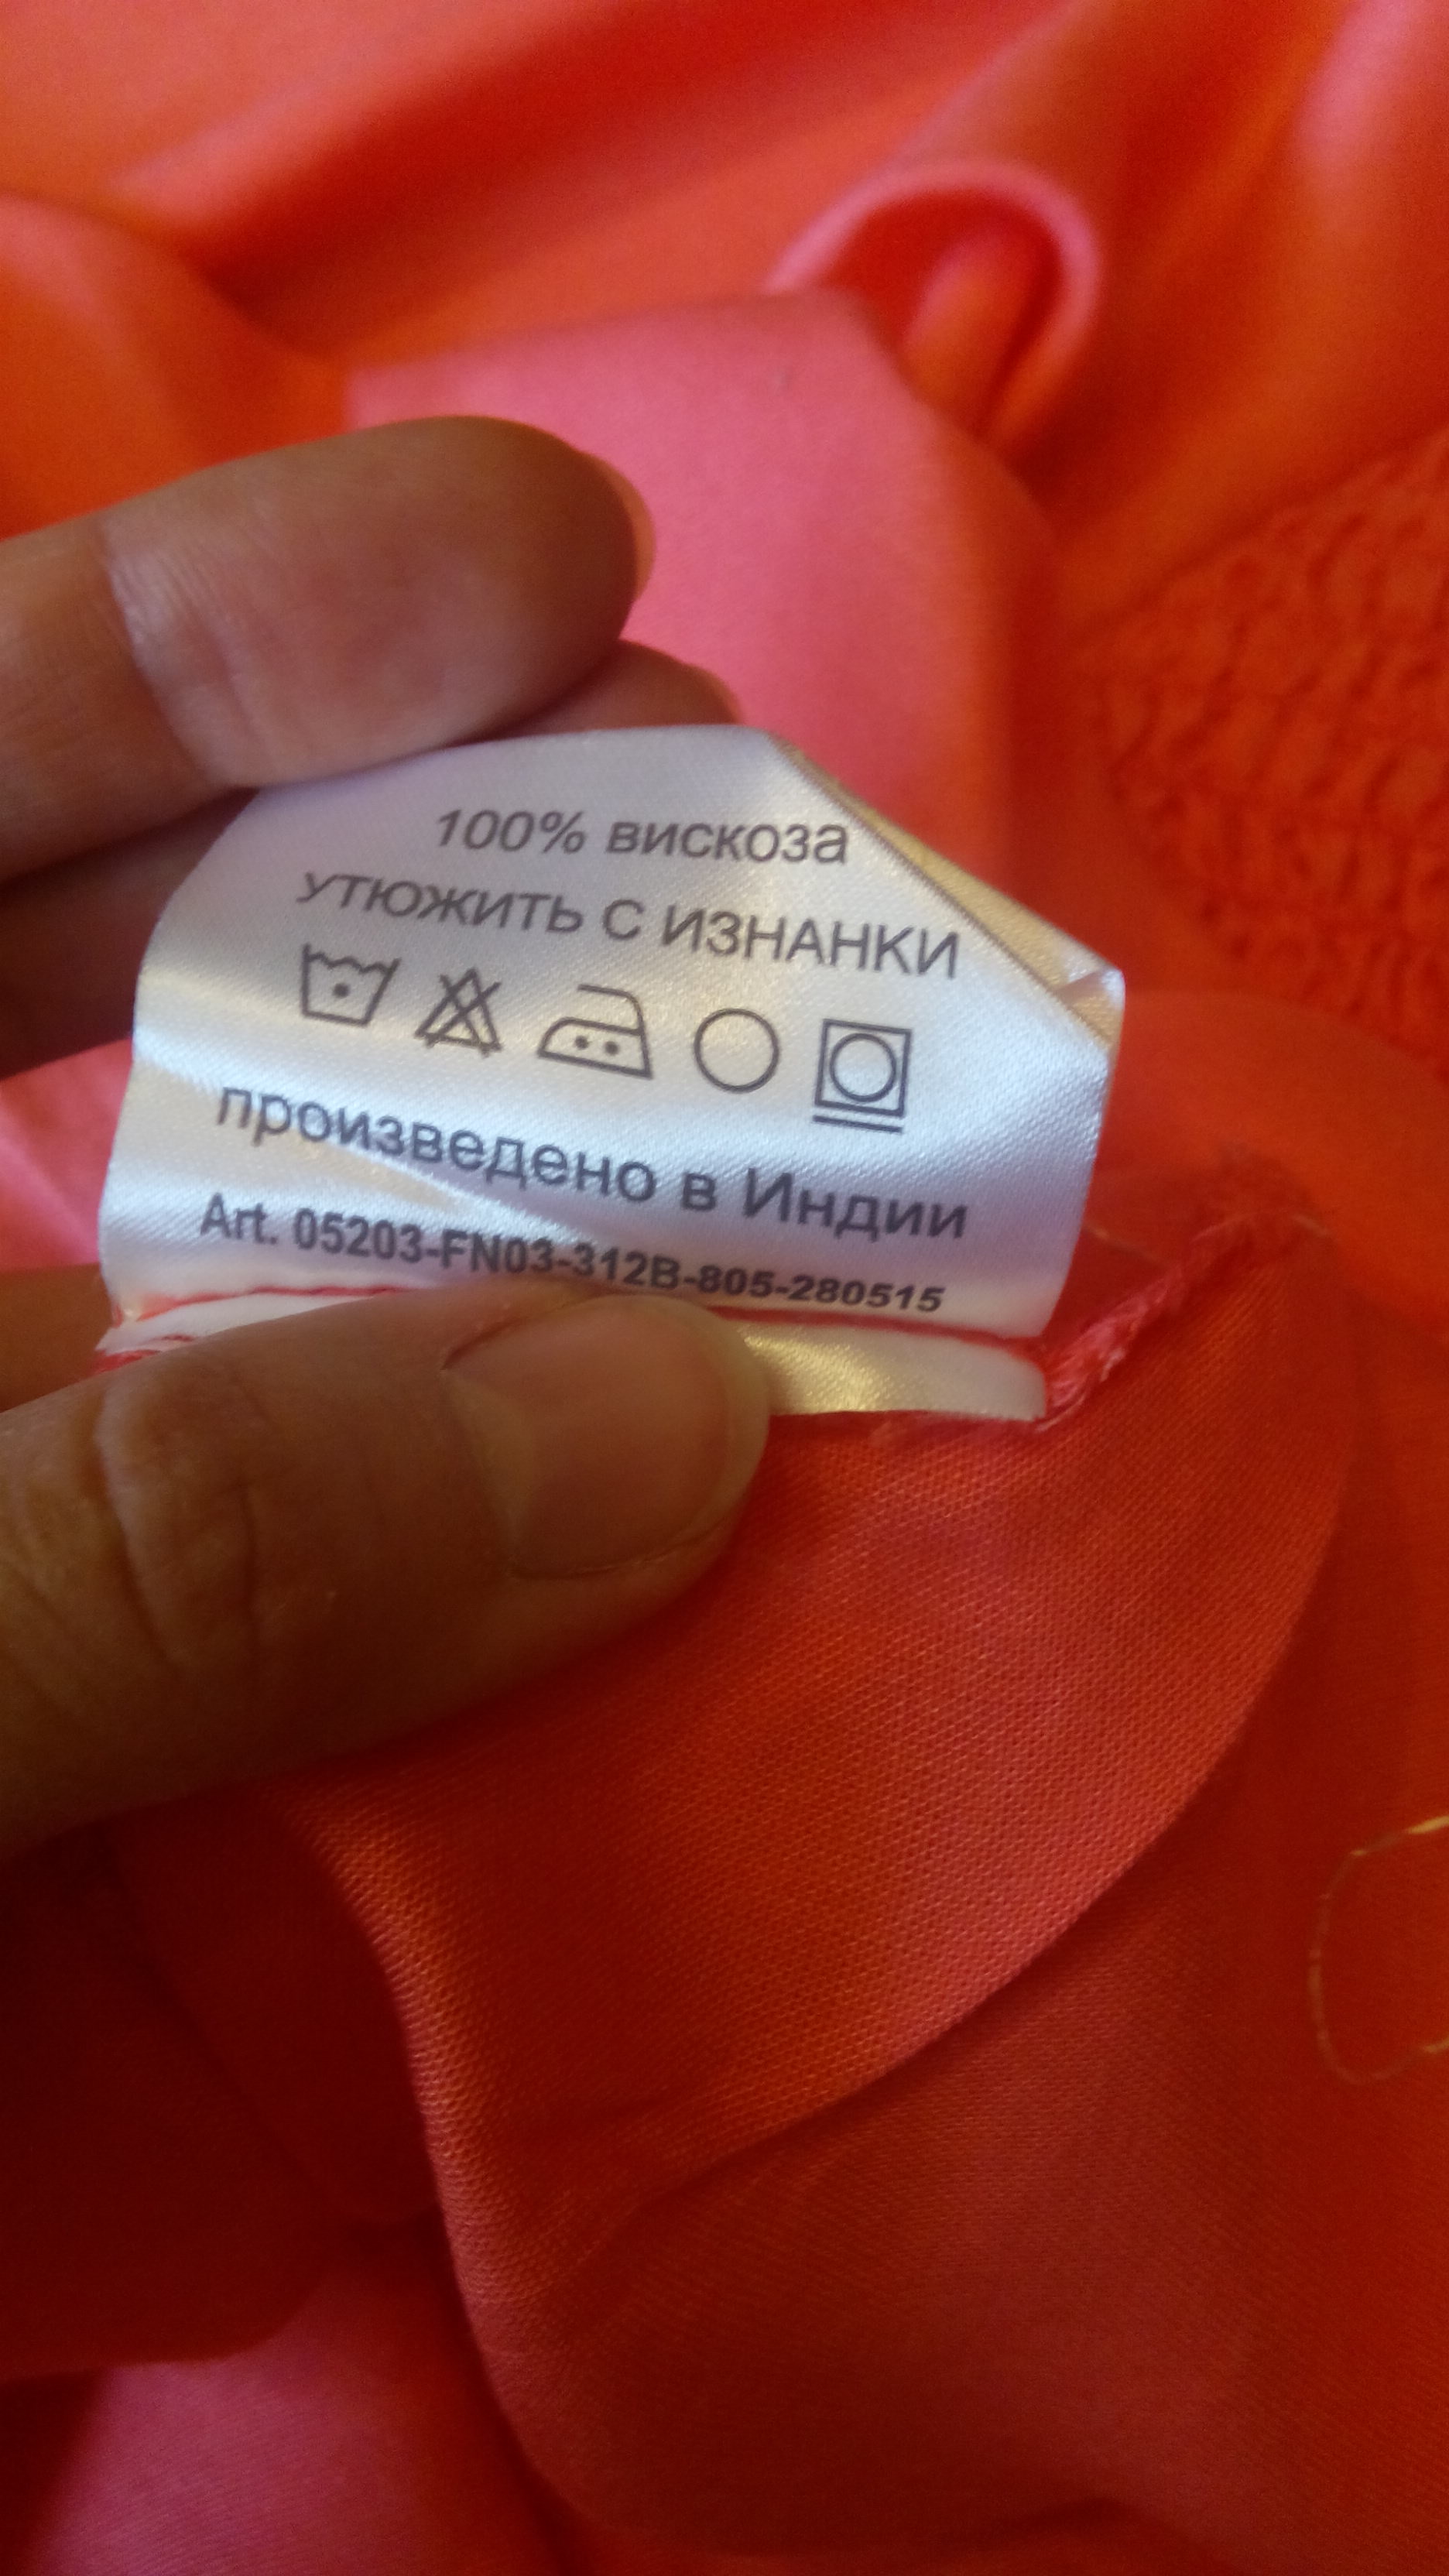 100% вискоза
УТЮЖИТЬ С ИЗНАНКИ
произведено в Индии
Art. 05203-FN03-312B-805-280515